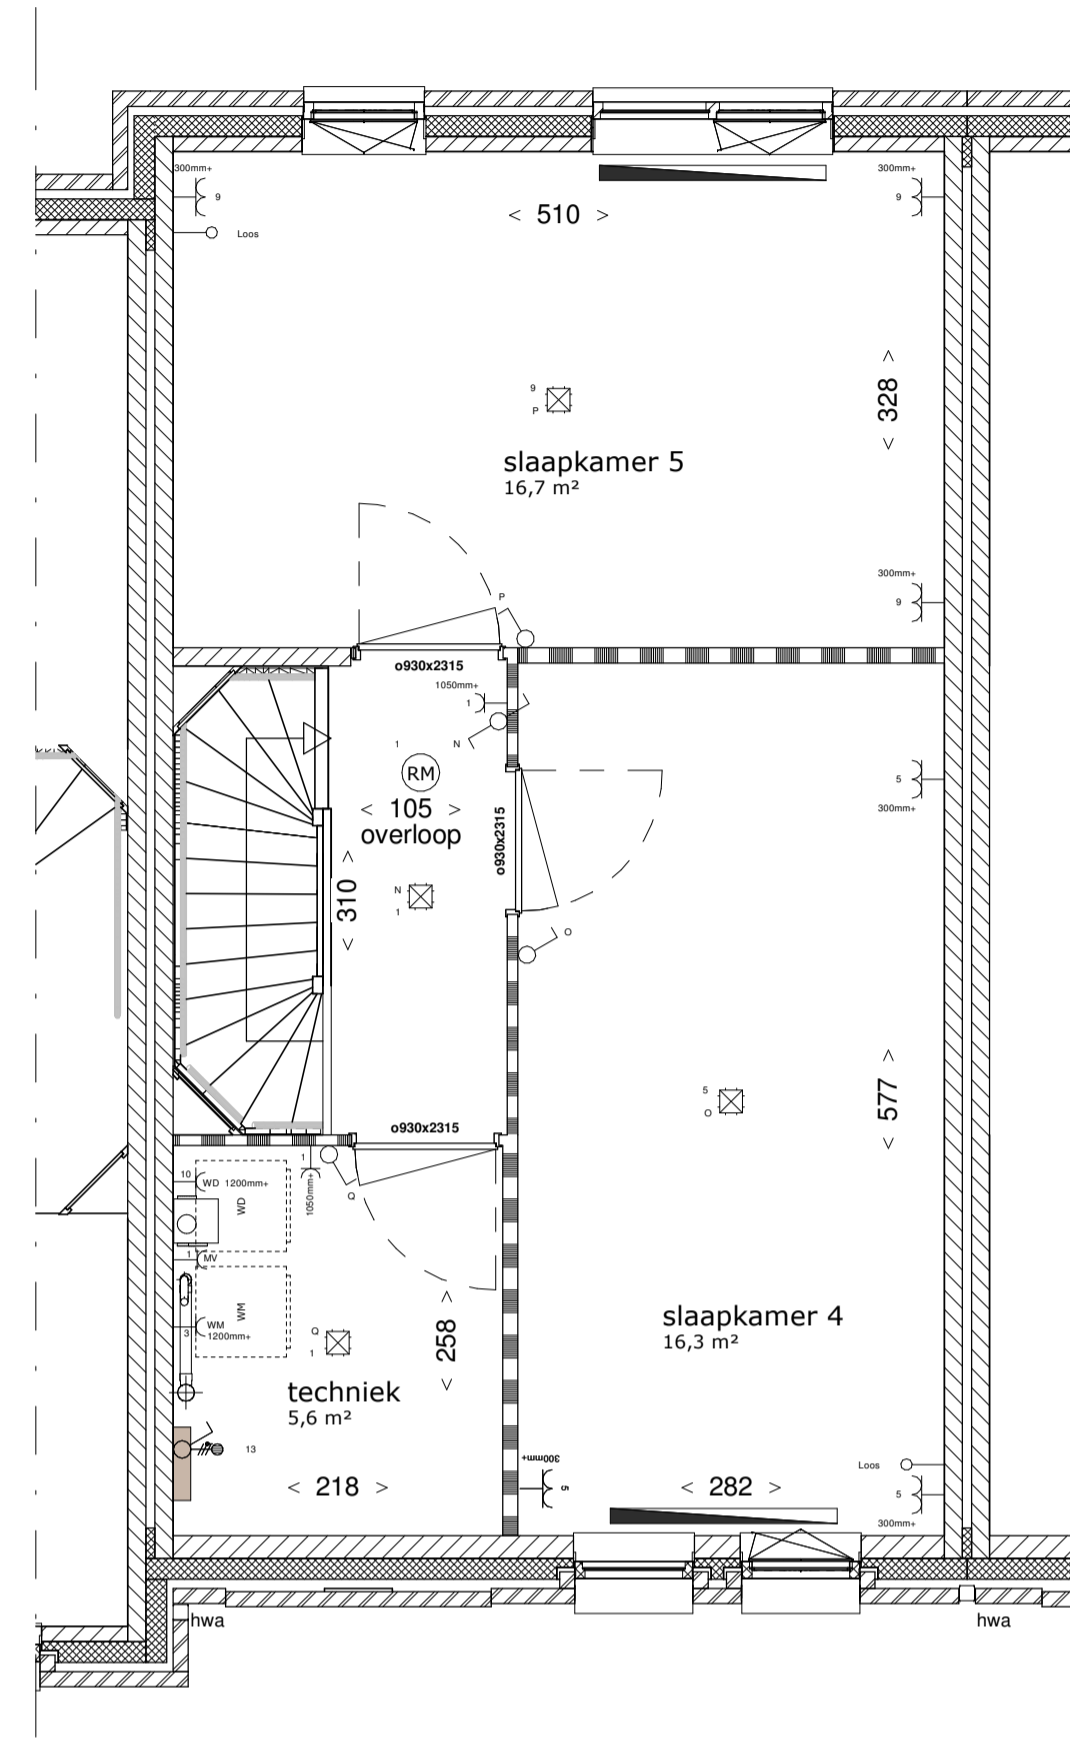 300mm+
9
Loos
< 510 >
300mm+
9
< 328 >
9
P
slaapkamer 5
16,7 m²
300mm+
9
P
o930x2315
1050mm+
1
N
1
RM
< 105 >
overloop
o930x2315
5
300mm+
< 310 >
N
1
O
5
O
< 577 >
o930x2315
1
1050mm+
Q
10
WD 1200mm+
WD
1
MV
WM
3
WM
1200mm+
Q
1
< 258 >
slaapkamer 4
16,3 m²
techniek
5,6 m²
13
< 218 >
300mm+
5
< 282 >
Loos
5
300mm+
hwa
hwa